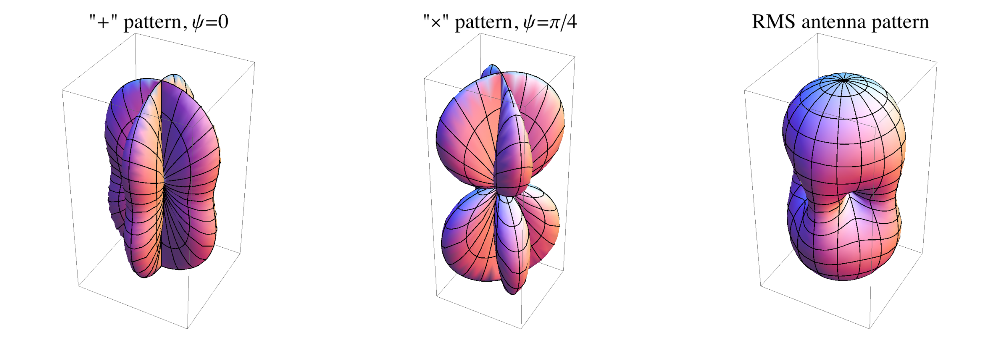 "+" pattern, ψ=0
"×" pattern, ψ=π/4
RMS antenna pattern